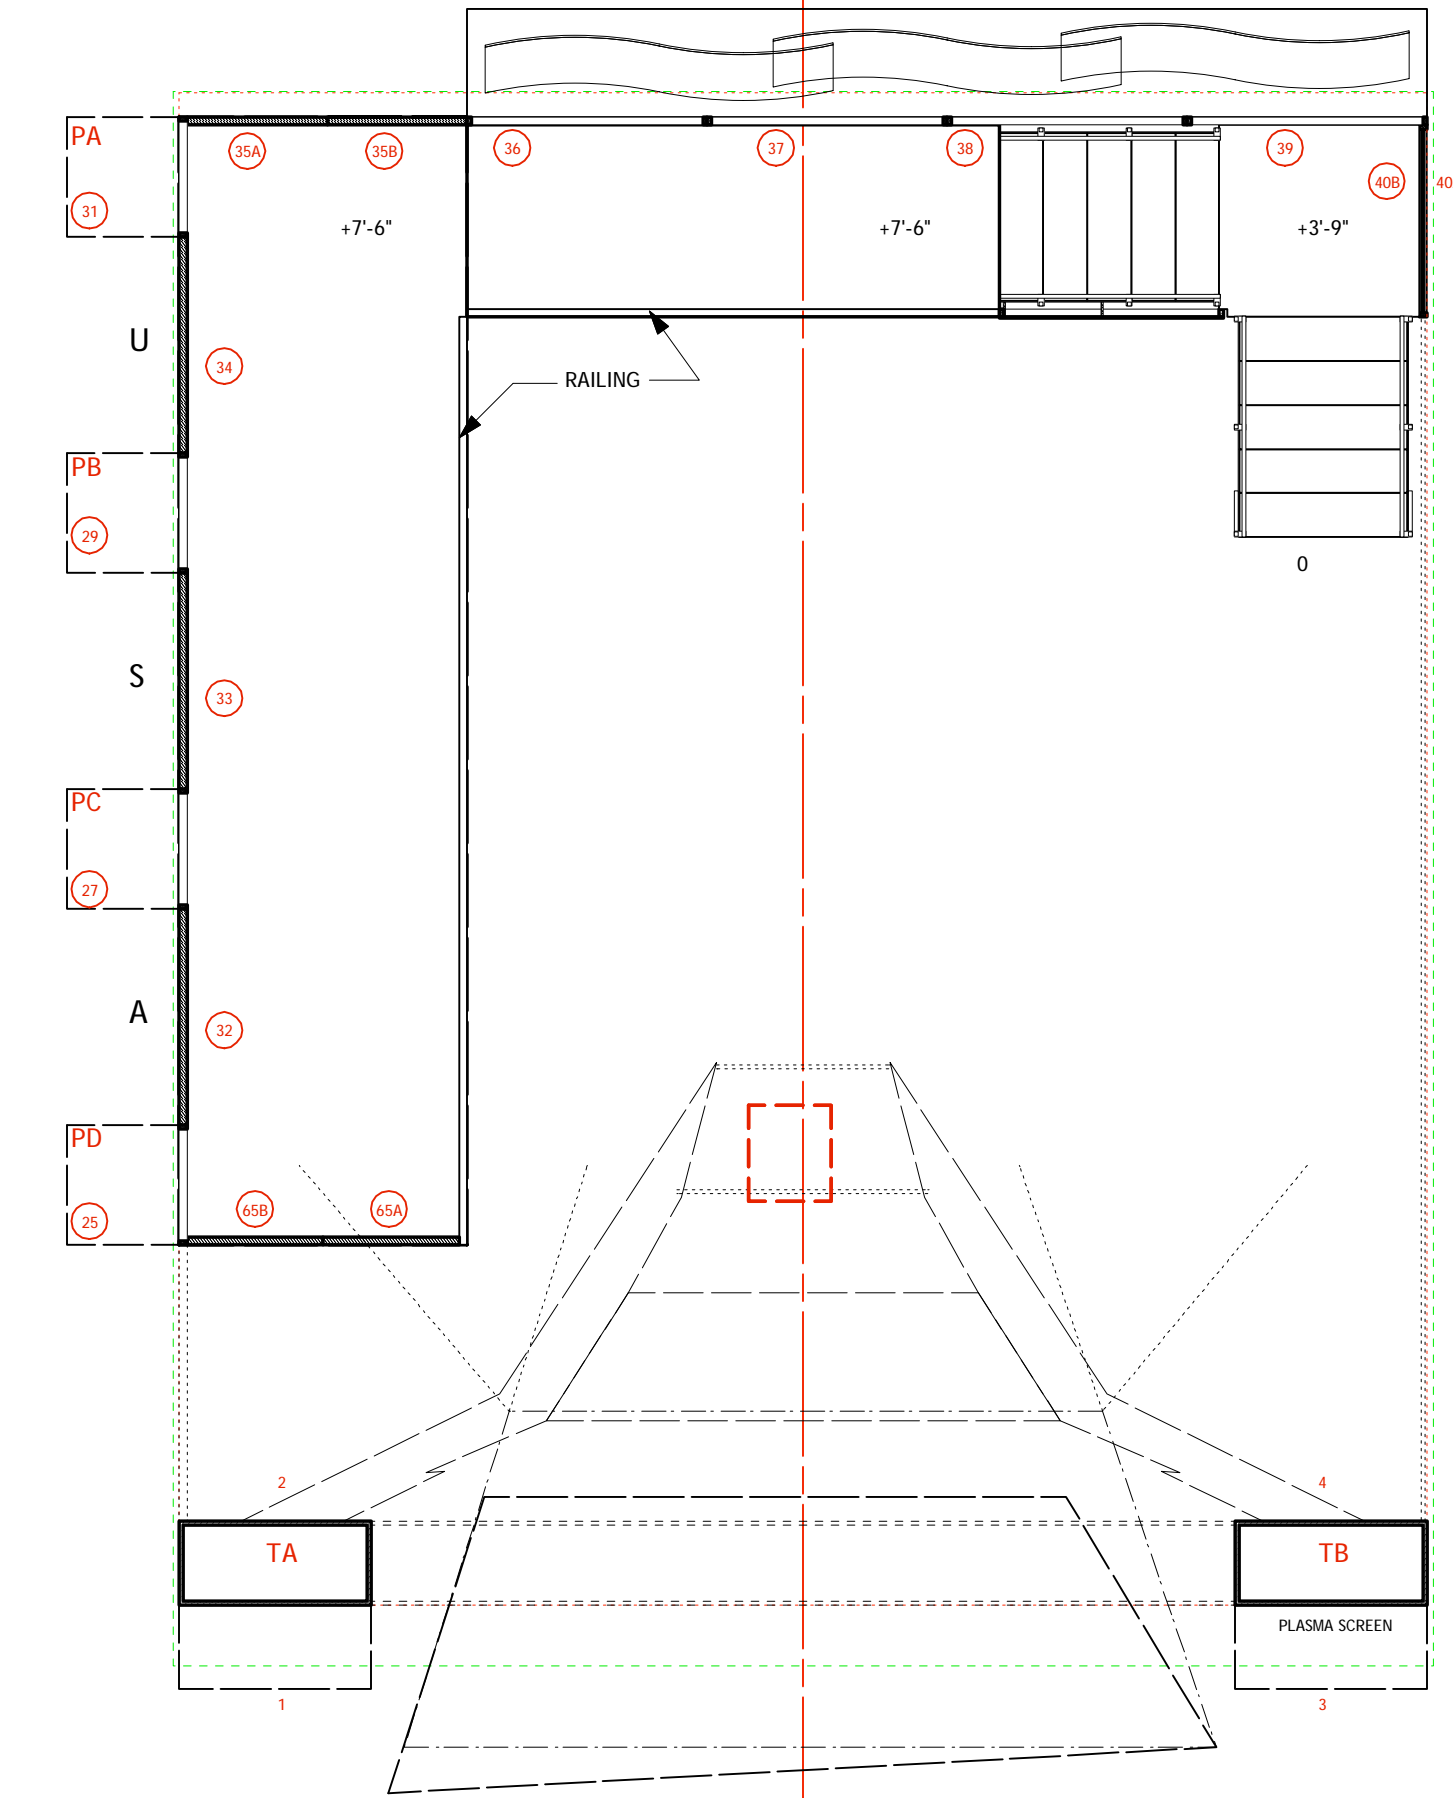 PA
35A
35B
36
37
38
39
40B
40
31
+7'-6"
+7'-6"
+3'-9"
U
34
RAILING
PB
29
0
S
33
PC
27
A
32
PD
25
65B
65A
2
4
TA
TB
PLASMA SCREEN
1
3